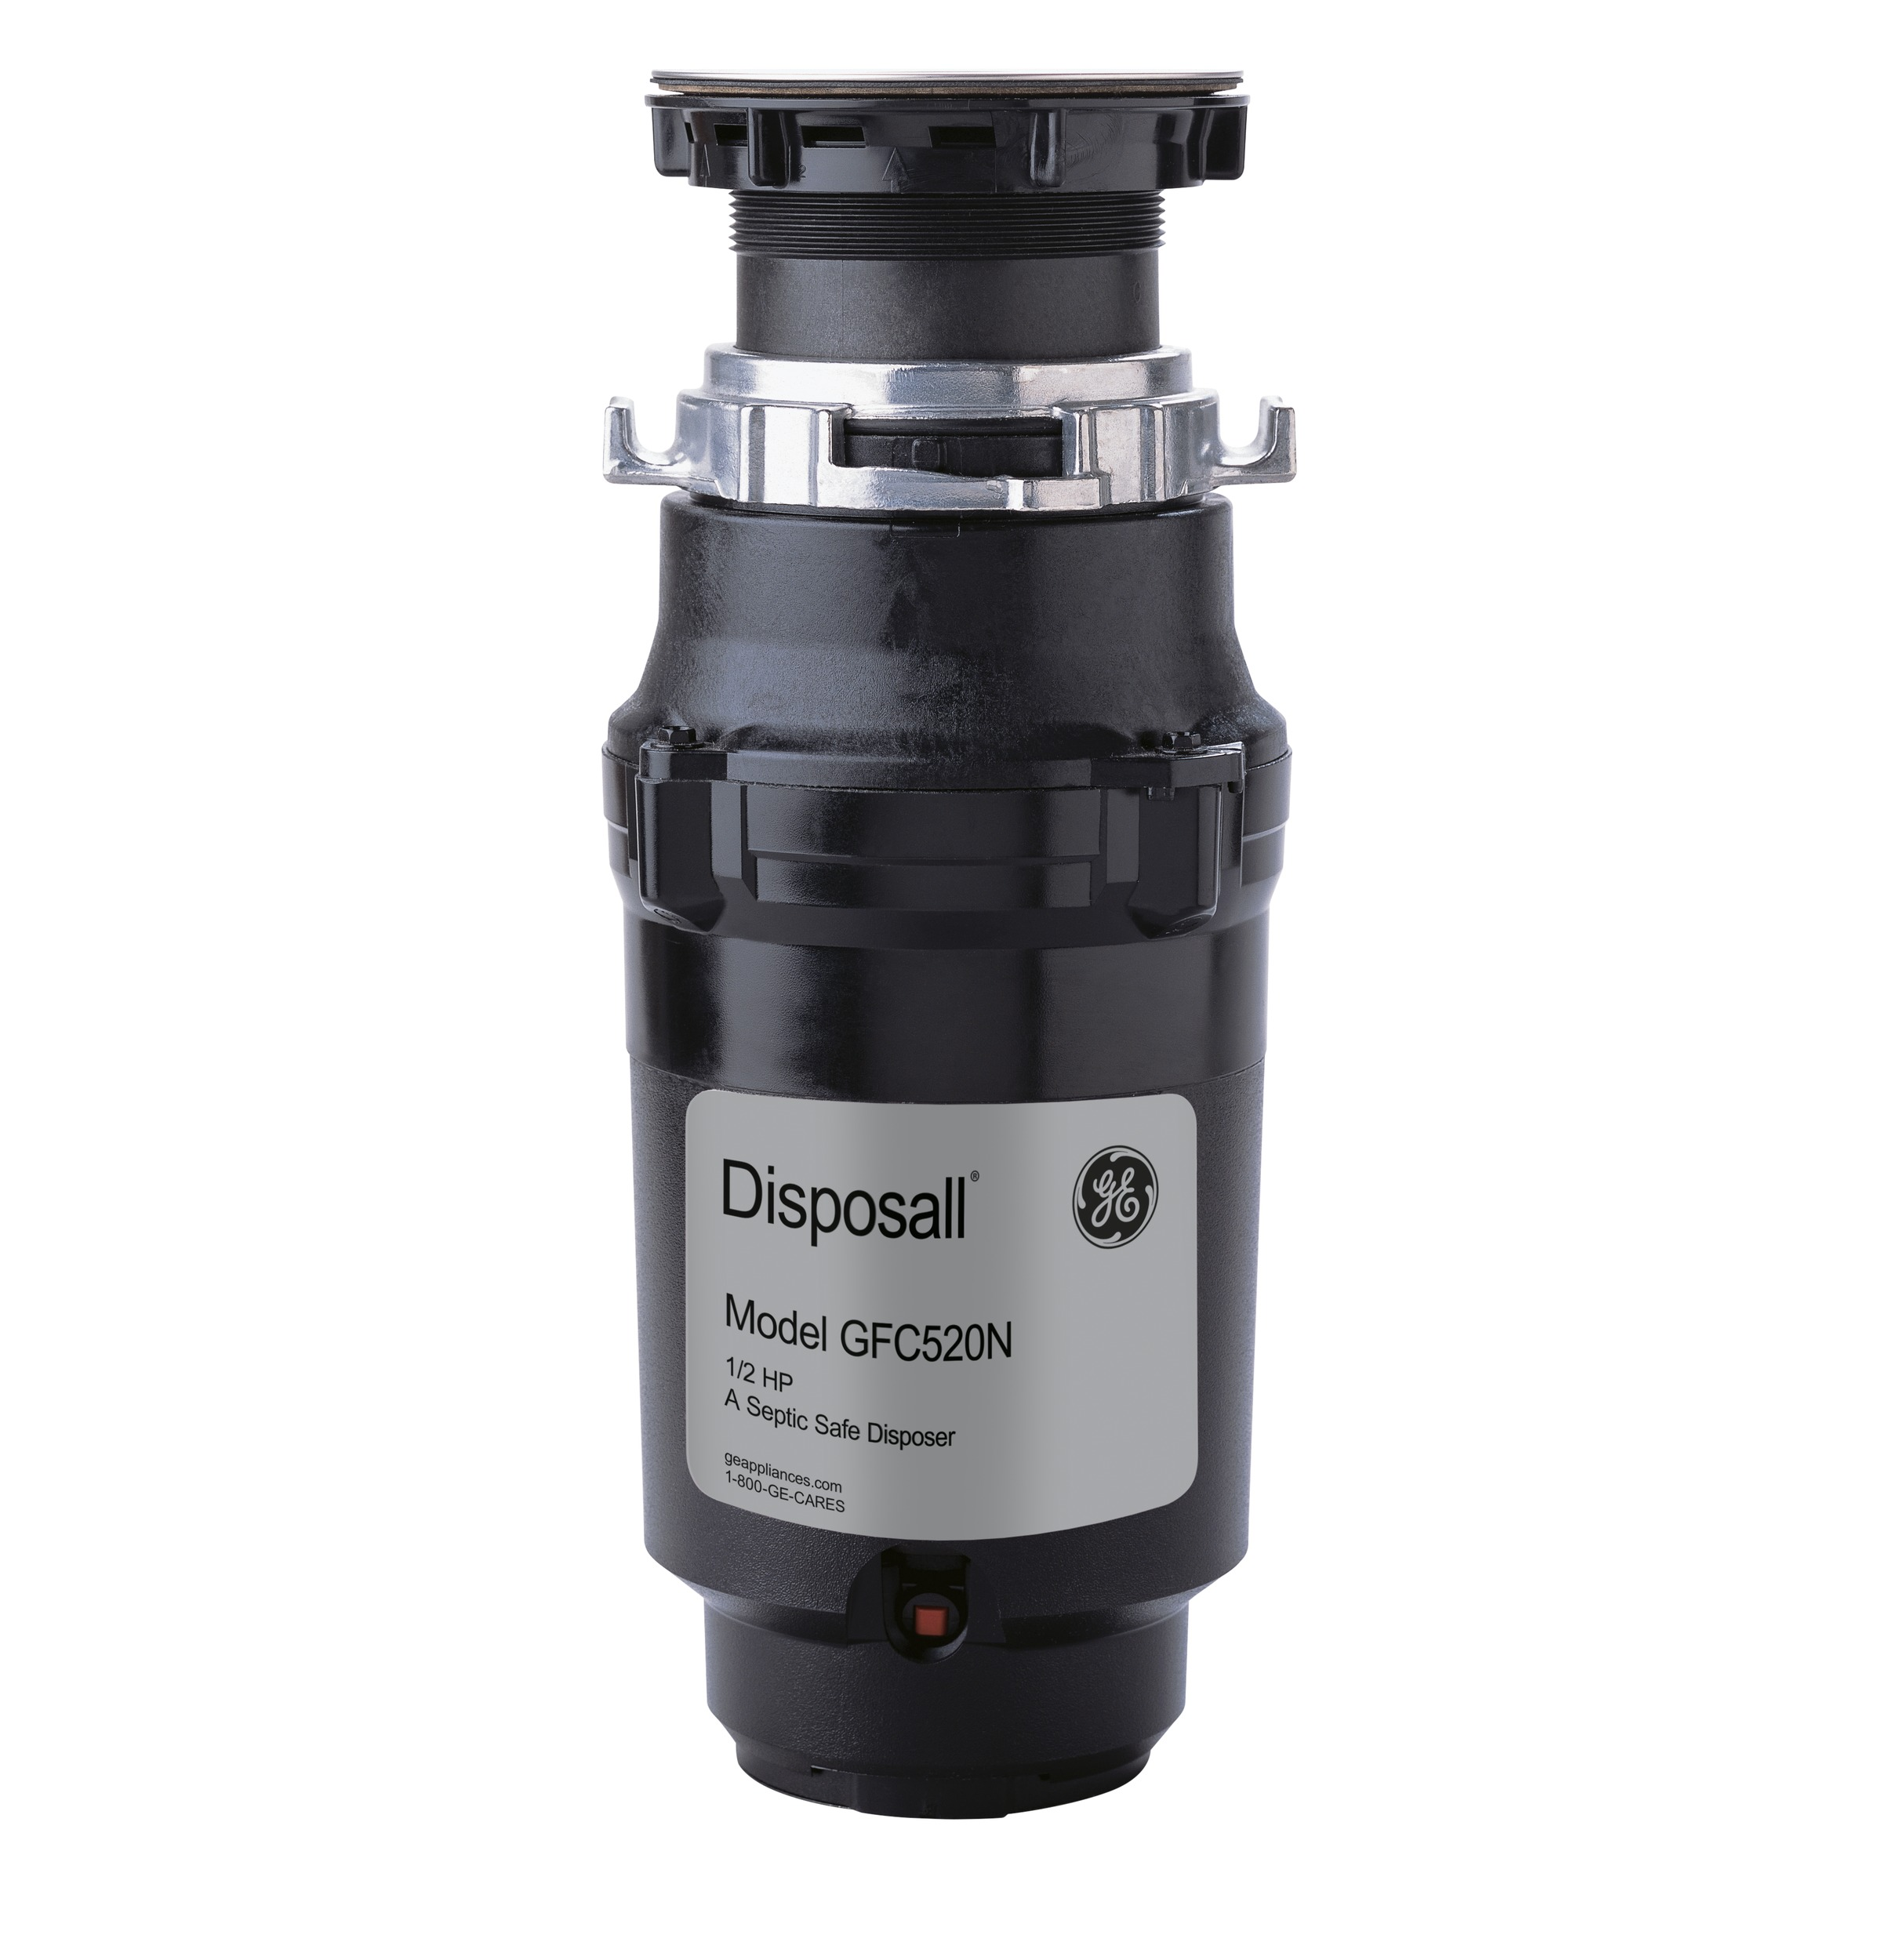 Disposall®
GE
Model GFC520N
1/2 HP
A Septic Safe Disposer
geappliances.com
1-800-GE-CARES